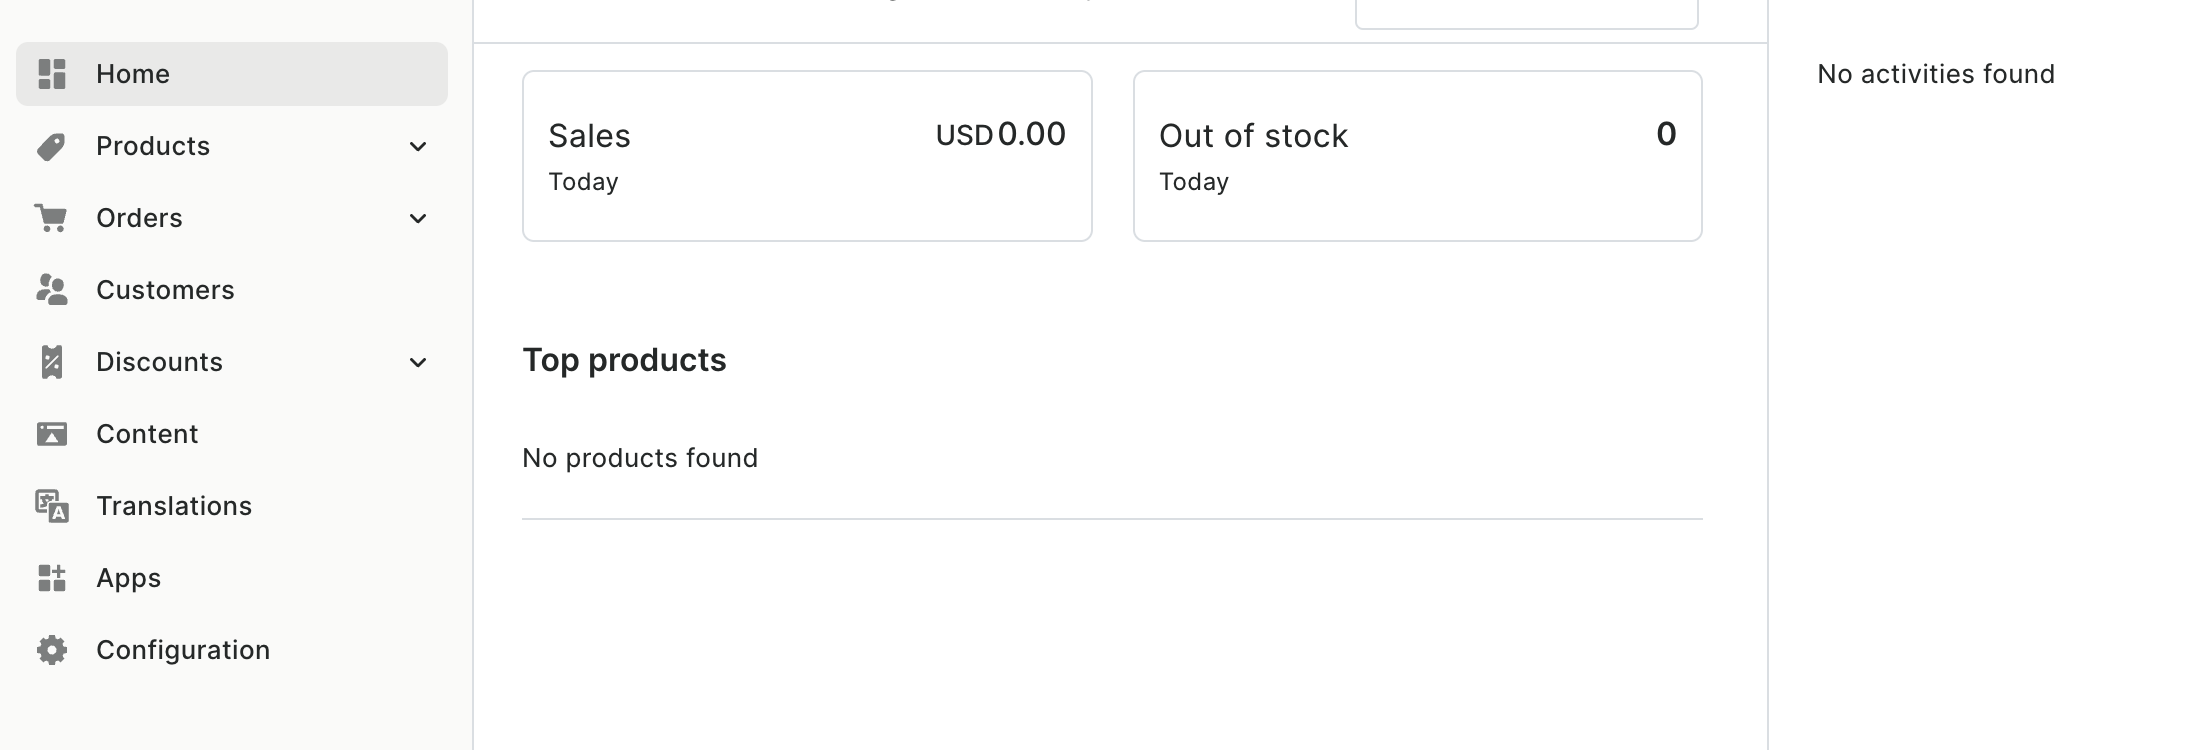 Home
Products
Orders
Customers
Discounts
Content
Translations
Apps
Configuration
Sales
USD 0.00
Today
Out of stock
0
Today
Top products
No products found
No activities found